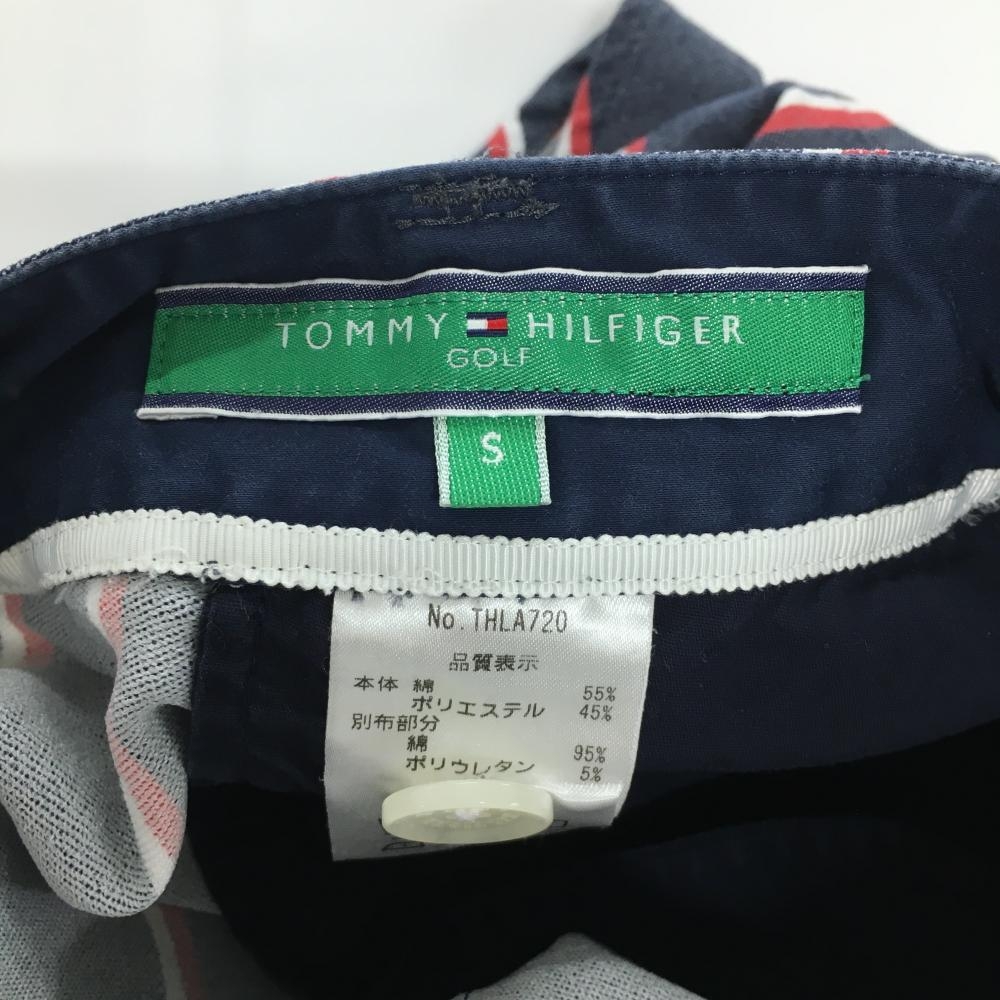 TOMMY HILFIGER
GOLF
S
No.THLA720
品質表示
本体 綿 55%
ポリエステル 45%
別布部分
綿 95%
ポリウレタン 5%